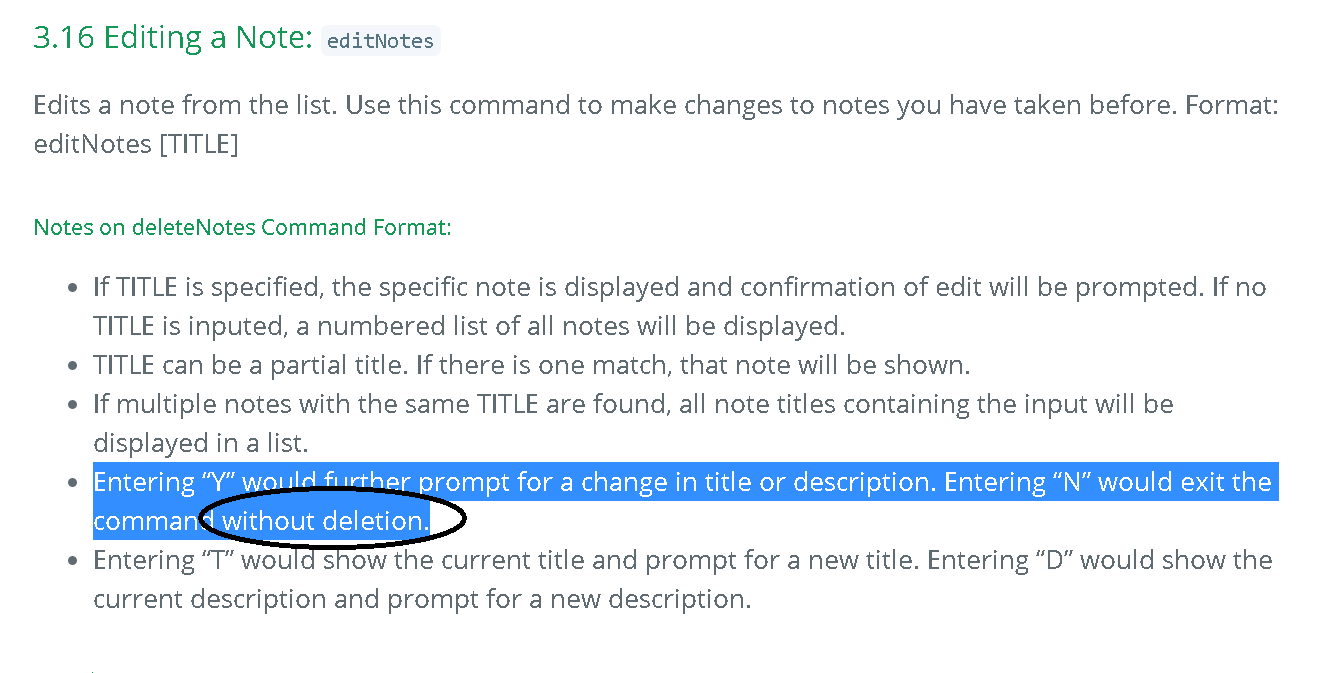 3.16 Editing a Note: editNotes
Edits a note from the list. Use this command to make changes to notes you have taken before. Format:
editNotes [TITLE]
Notes on deleteNotes Command Format:
• If TITLE is specified, the specific note is displayed and confirmation of edit will be prompted. If no
TITLE is inputed, a numbered list of all notes will be displayed.
• TITLE can be a partial title. If there is one match, that note will be shown.
• If multiple notes with the same TITLE are found, all note titles containing the input will be
displayed in a list.
• Entering “Y” would further prompt for a change in title or description. Entering “N” would exit the
command without deletion.
• Entering “T” would show the current title and prompt for a new title. Entering “D” would show the
current description and prompt for a new description.